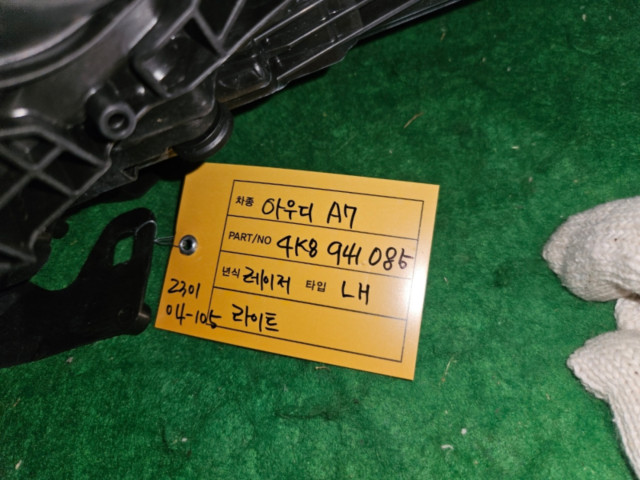 차종 아우디 A7
PART/NO 4K8 941 085
년식 레이저 타입 LH
2301
04-105 라이트